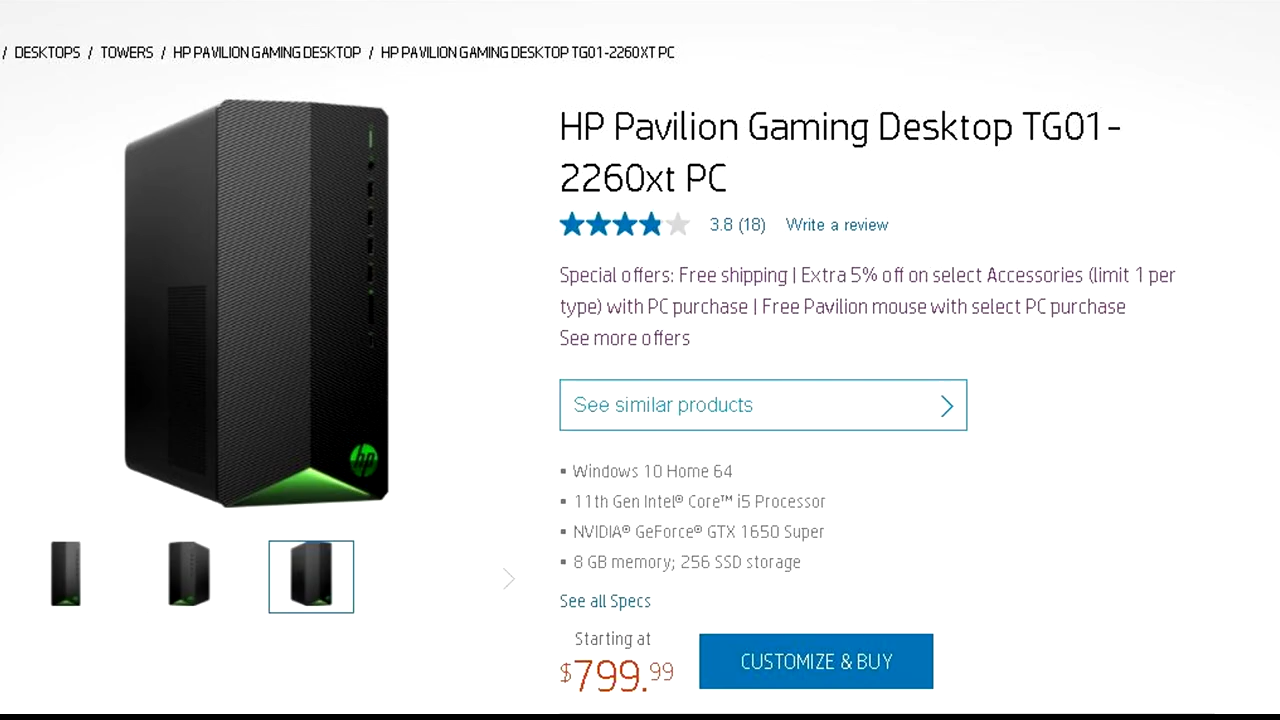 / DESKTOPS / TOWERS / HP PAVILION GAMING DESKTOP / HP PAVILION GAMING DESKTOP TG01-2260XT PC
HP Pavilion Gaming Desktop TG01-
2260xt PC
3.8 (18) Write a review
Special offers: Free shipping | Extra 5% off on select Accessories (limit 1 per
type) with PC purchase | Free Pavilion mouse with select PC purchase
See more offers
See similar products
▪ Windows 10 Home 64
▪ 11th Gen Intel® Core™ i5 Processor
▪ NVIDIA® GeForce® GTX 1650 Super
▪ 8 GB memory; 256 SSD storage
See all Specs
Starting at
$799.99
CUSTOMIZE & BUY
hp